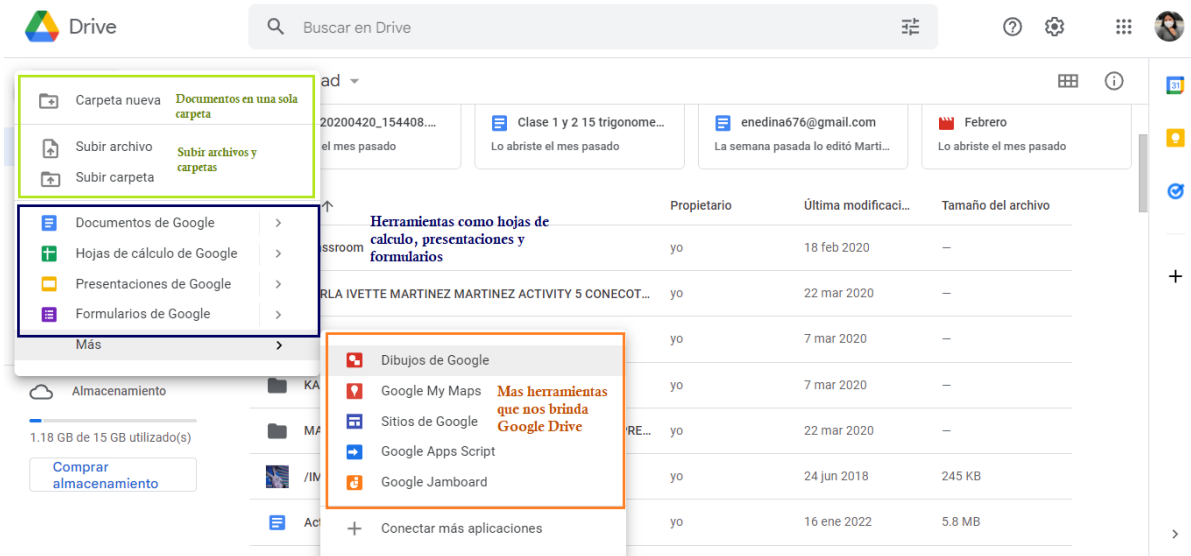 Drive
Buscar en Drive
ad
Carpeta nueva
Documentos en una sola
carpeta
Subir archivo
Subir archivos y
carpetas
Subir carpeta
20200420_154408....
el mes pasado
Clase 1 y 2 15 trigonome...
Lo abriste el mes pasado
enedina676@gmail.com
La semana pasada lo editó Marti...
Febrero
Lo abriste el mes pasado
31
Propietario
Última modificaci...
Tamaño del archivo
Documentos de Google
Hojas de cálculo de Google
Presentaciones de Google
Formularios de Google
Más
Herramientas como hojas de
calculo, presentaciones y
formularios
ssroom
yo
18 feb 2020
–
RLA IVETTE MARTINEZ MARTINEZ ACTIVITY 5 CONECOT...
yo
22 mar 2020
–
yo
7 mar 2020
–
Dibujos de Google
Google My Maps
Sitios de Google
Google Apps Script
Google Jamboard
Conectar más aplicaciones
Mas herramientas
que nos brinda
Google Drive
Almacenamiento
1.18 GB de 15 GB utilizado(s)
Comprar
almacenamiento
KA
yo
7 mar 2020
–
MA
PRE...
yo
22 mar 2020
–
/IM
yo
24 jun 2018
245 KB
Act
yo
16 ene 2022
5.8 MB